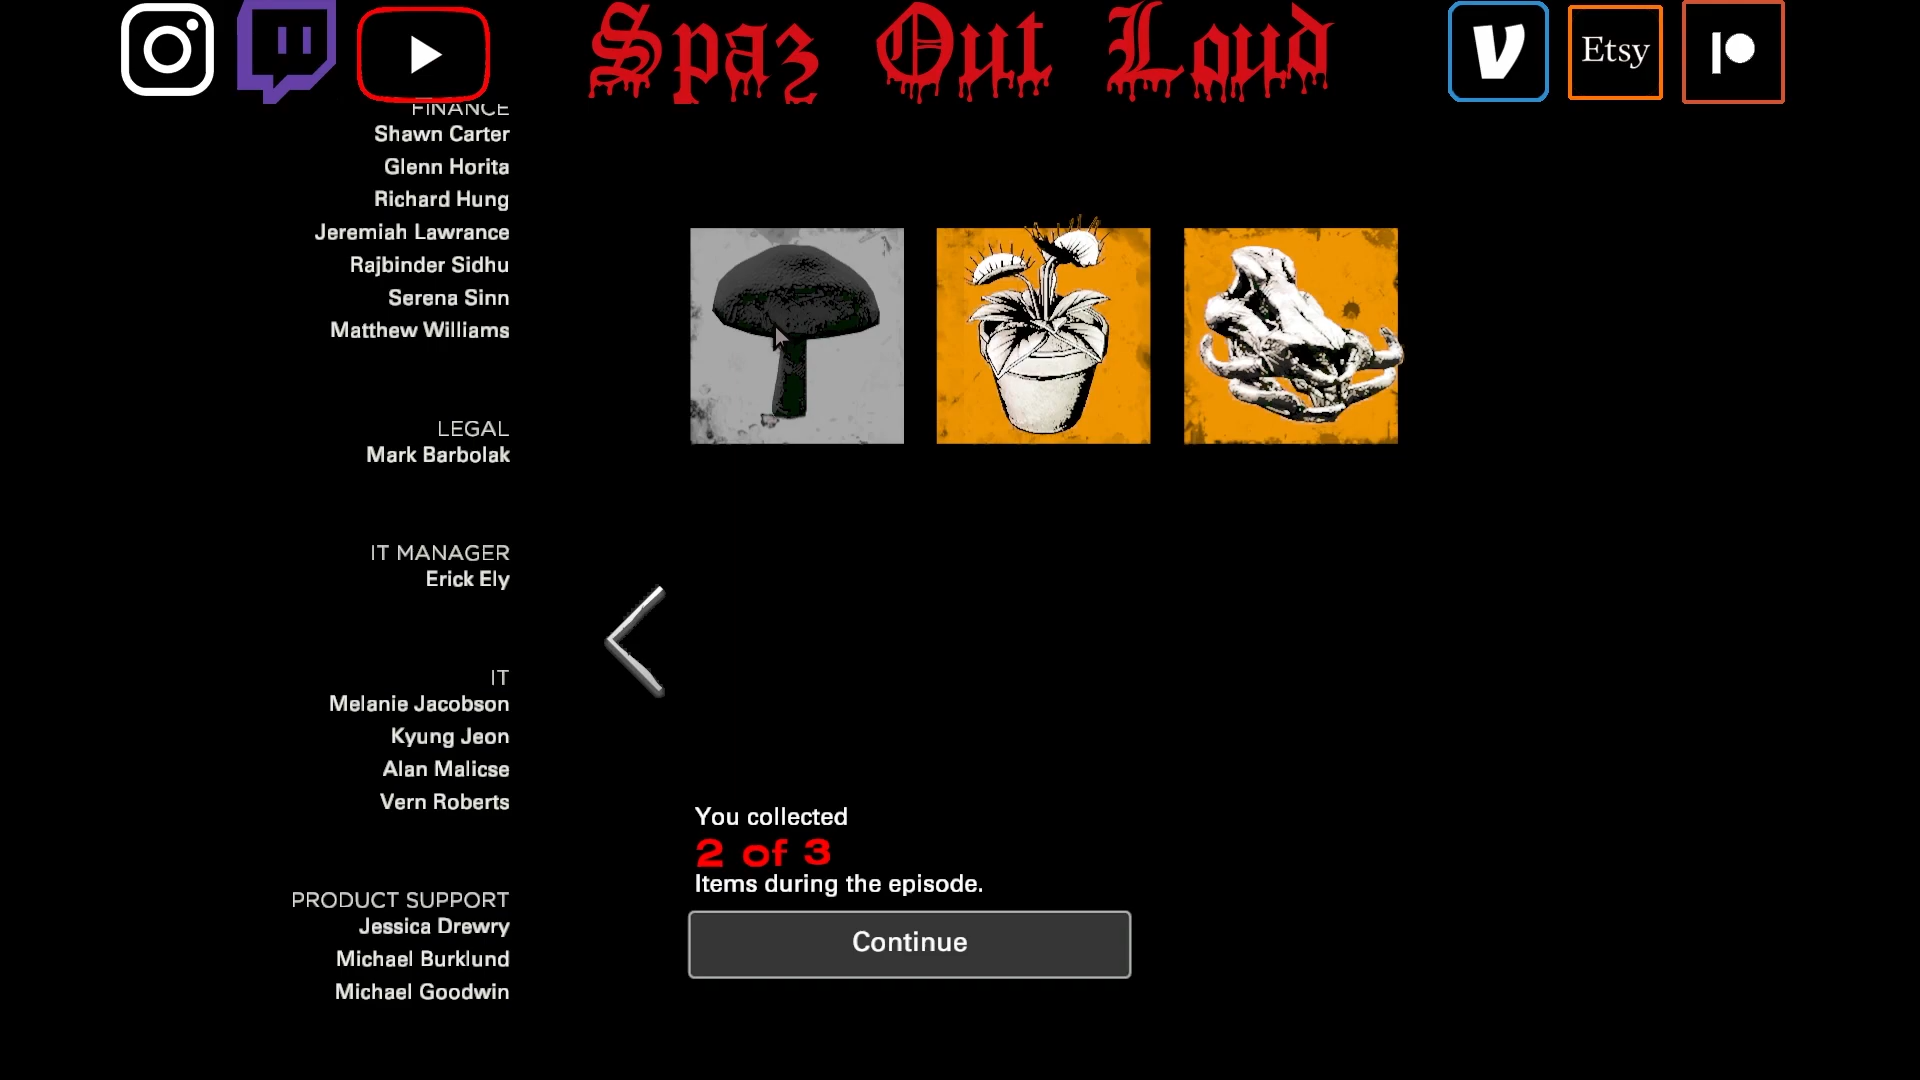 Spaz Out Loud
Etsy
FINANCE
Shawn Carter
Glenn Horita
Richard Hung
Jeremiah Lawrance
Rajbinder Sidhu
Serena Sinn
Matthew Williams
LEGAL
Mark Barbolak
IT MANAGER
Erick Ely
IT
Melanie Jacobson
Kyung Jeon
Alan Malicse
Vern Roberts
PRODUCT SUPPORT
Jessica Drewry
Michael Burklund
Michael Goodwin
You collected
2 of 3
Items during the episode.
Continue